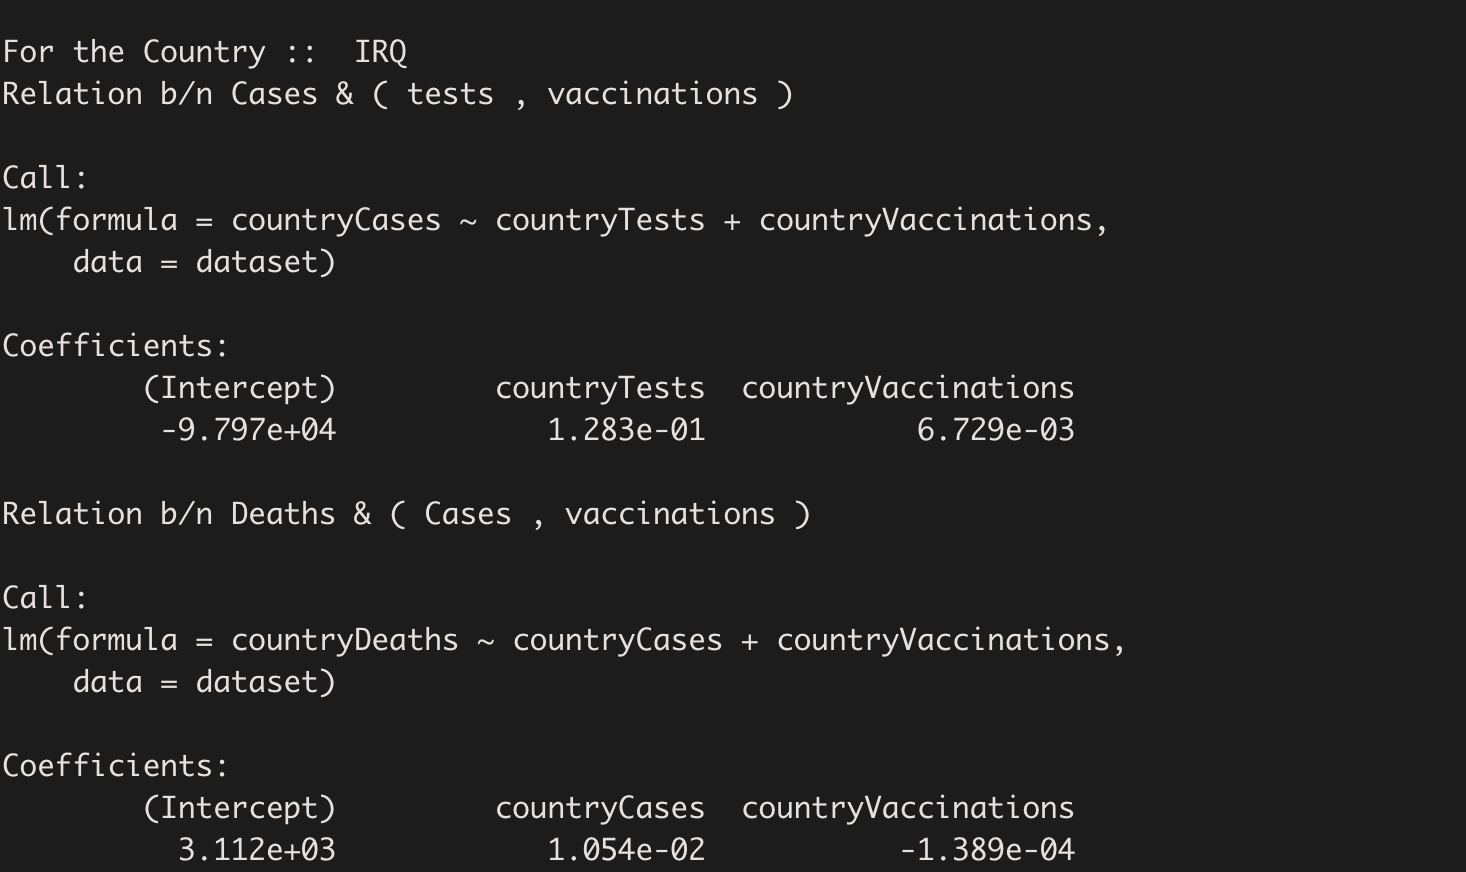 For the Country ::  IRQ
Relation b/n Cases & ( tests , vaccinations )
Call:
lm(formula = countryCases ~ countryTests + countryVaccinations,
    data = dataset)
Coefficients:
        (Intercept)         countryTests  countryVaccinations
         -9.797e+04            1.283e-01            6.729e-03
Relation b/n Deaths & ( Cases , vaccinations )
Call:
lm(formula = countryDeaths ~ countryCases + countryVaccinations,
    data = dataset)
Coefficients:
        (Intercept)         countryCases  countryVaccinations
          3.112e+03            1.054e-02           -1.389e-04